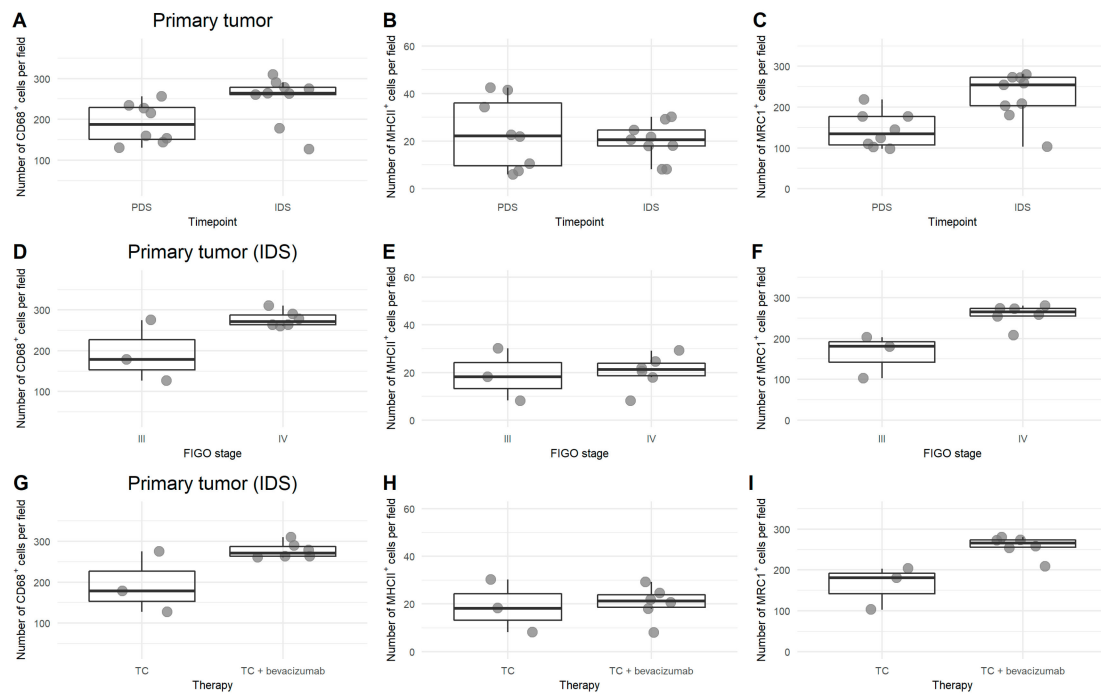 A
Primary tumor
Number of CD68+ cells per field
300
200
100
PDS
IDS
Timepoint
B
Number of MHCII+ cells per field
60
40
20
0
PDS
IDS
Timepoint
C
Number of MRC1+ cells per field
300
200
100
0
PDS
IDS
Timepoint
D
Primary tumor (IDS)
Number of CD68+ cells per field
300
200
100
III
IV
FIGO stage
E
Number of MHCII+ cells per field
60
40
20
0
III
IV
FIGO stage
F
Number of MRC1+ cells per field
300
200
100
0
III
IV
FIGO stage
G
Primary tumor (IDS)
Number of CD68+ cells per field
300
200
100
TC
TC + bevacizumab
Therapy
H
Number of MHCII+ cells per field
60
40
20
0
TC
TC + bevacizumab
Therapy
I
Number of MRC1+ cells per field
300
200
100
0
TC
TC + bevacizumab
Therapy